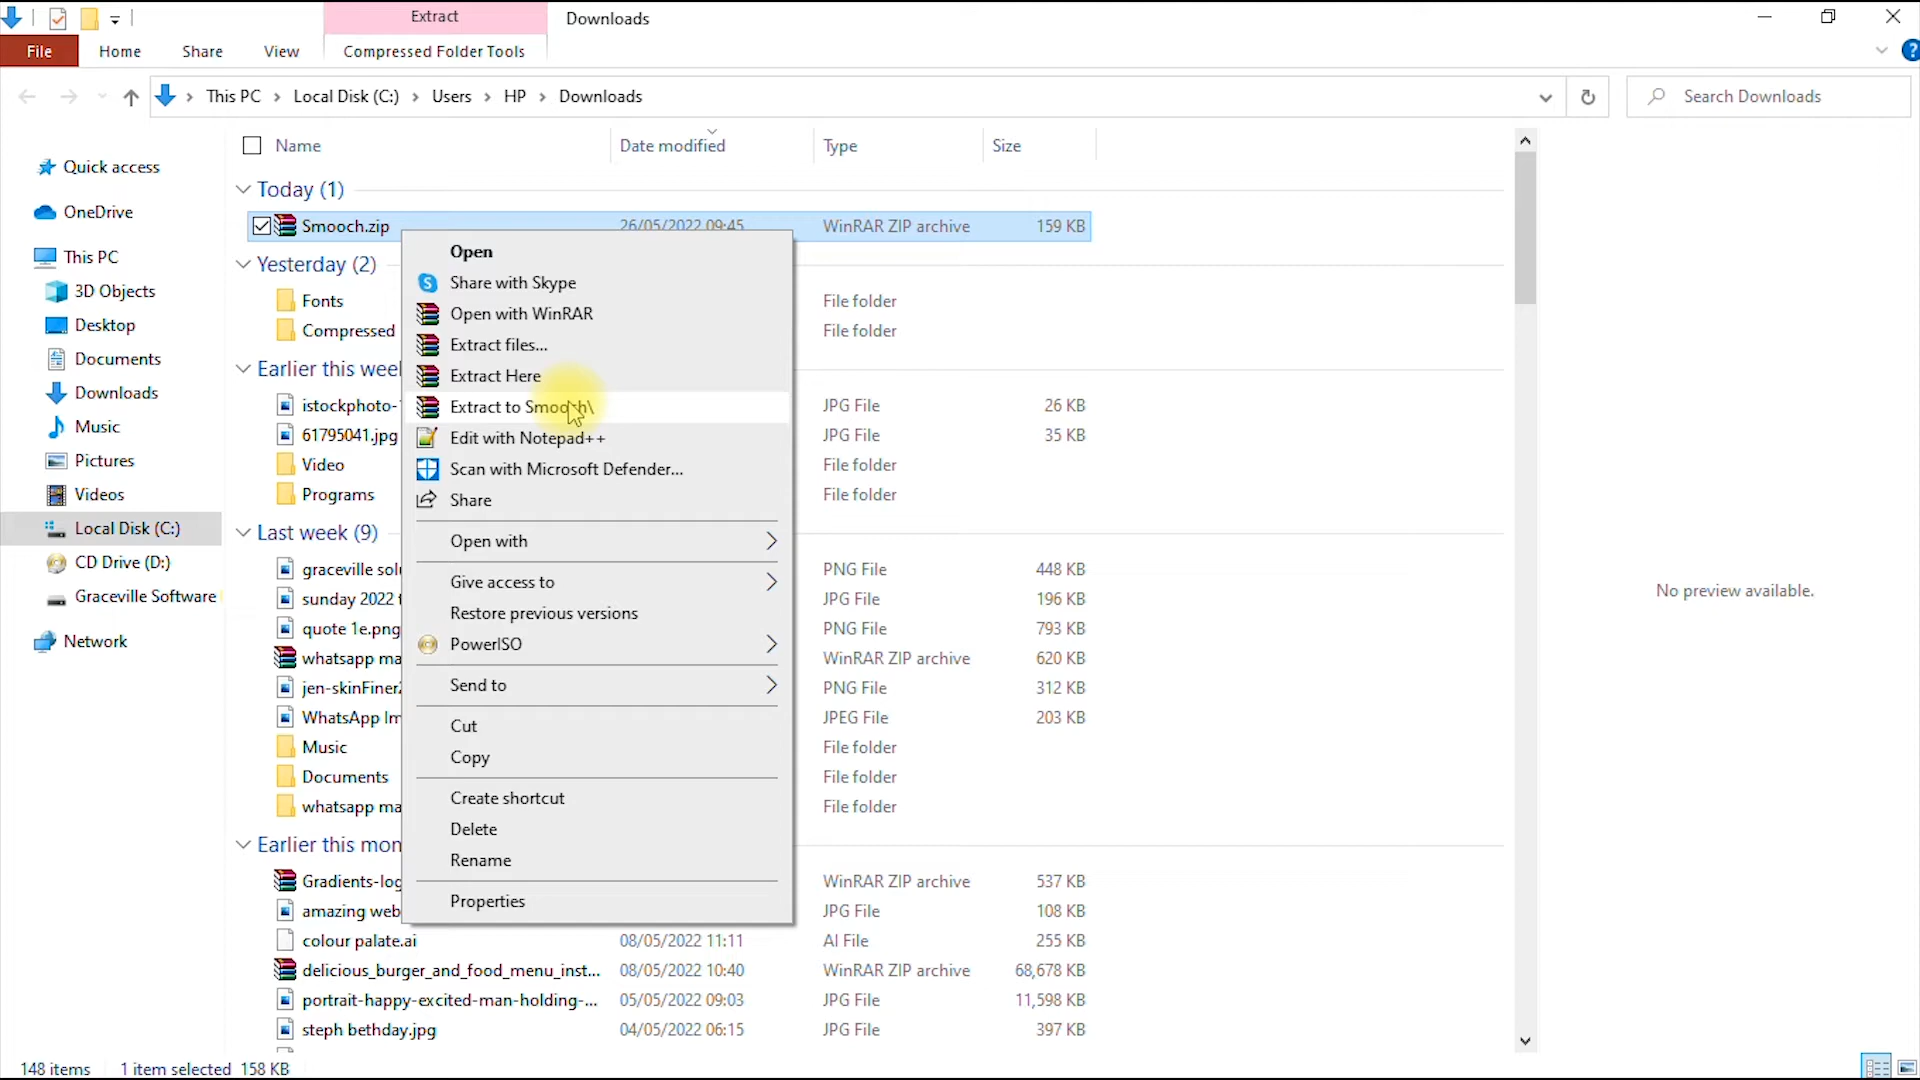 Extract
Downloads
File
Home
Share
View
Compressed Folder Tools
?
This PC > Local Disk (C:) > Users > HP > Downloads
Search Downloads
Name
Date modified
Type
Size
Quick access
OneDrive
This PC
3D Objects
Desktop
Documents
Downloads
Music
Pictures
Videos
Local Disk (C:)
CD Drive (D:)
Graceville Software
Network
Today (1)
Smooch.zip 26/05/2022 09:45 WinRAR ZIP archive 159 KB
Yesterday (2)
Fonts File folder
Compressed File folder
Earlier this week
istockphoto- JPG File 26 KB
61795041.jpg JPG File 35 KB
Video File folder
Programs File folder
Last week (9)
graceville sol PNG File 448 KB
sunday 2022 JPG File 196 KB
quote 1e.png PNG File 793 KB
whatsapp ma WinRAR ZIP archive 620 KB
jen-skinFiner PNG File 312 KB
WhatsApp Im JPEG File 203 KB
Music File folder
Documents File folder
whatsapp ma File folder
Earlier this mon
Gradients-log WinRAR ZIP archive 537 KB
amazing web JPG File 108 KB
colour palate.ai 08/05/2022 11:11 AI File 255 KB
delicious_burger_and_food_menu_inst... 08/05/2022 10:40 WinRAR ZIP archive 68,678 KB
portrait-happy-excited-man-holding-... 05/05/2022 09:03 JPG File 11,598 KB
steph bethday.jpg 04/05/2022 06:15 JPG File 397 KB
Open
Share with Skype
Open with WinRAR
Extract files...
Extract Here
Extract to Smooch\
Edit with Notepad++
Scan with Microsoft Defender...
Share
Open with
Give access to
Restore previous versions
PowerISO
Send to
Cut
Copy
Create shortcut
Delete
Rename
Properties
No preview available.
148 items 1 item selected 158 KB